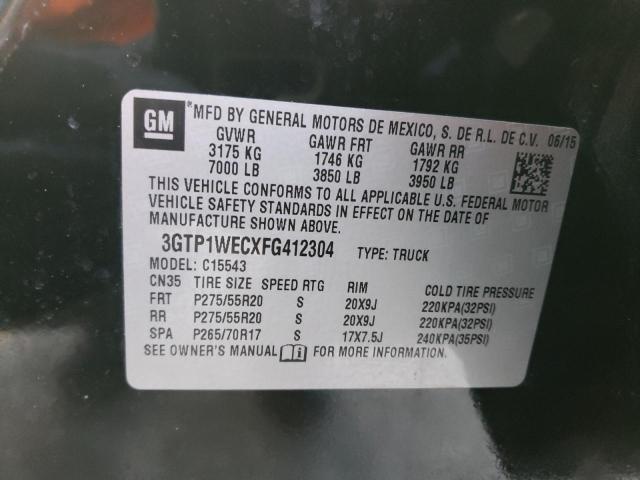 GM
*MFD BY GENERAL MOTORS DE MEXICO, S. DE R.L. DE C.V. 06/15
GVWR GAWR FRT GAWR RR
3175 KG 1746 KG 1792 KG
7000 LB 3850 LB 3950 LB
THIS VEHICLE CONFORMS TO ALL APPLICABLE U.S. FEDERAL MOTOR
VEHICLE SAFETY STANDARDS IN EFFECT ON THE DATE OF
MANUFACTURE SHOWN ABOVE.
3GTP1WECXFG412304 TYPE: TRUCK
MODEL: C15543
CN35 TIRE SIZE SPEED RTG RIM COLD TIRE PRESSURE
FRT P275/55R20 S 20X9J 220KPA(32PSI)
RR P275/55R20 S 20X9J 220KPA(32PSI)
SPA P265/70R17 S 17X7.5J 240KPA(35PSI)
SEE OWNER'S MANUAL FOR MORE INFORMATION.